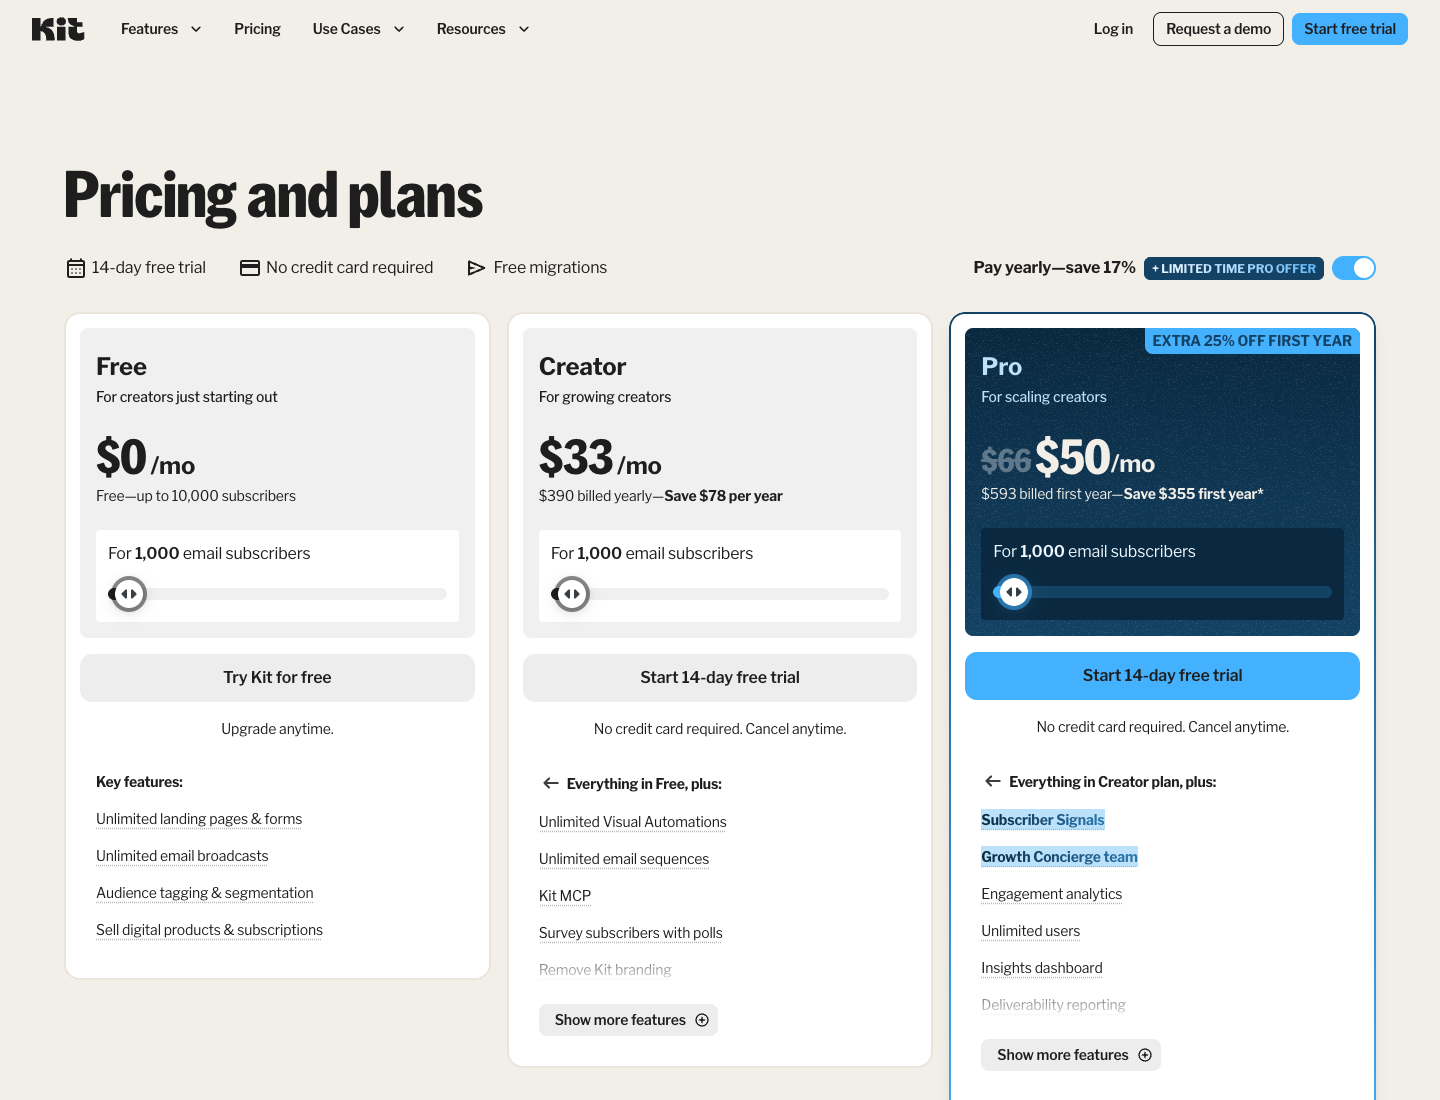 Kit
Features
Pricing
Use Cases
Resources
Log in
Request a demo
Start free trial
Pricing and plans
14-day free trial
No credit card required
Free migrations
Pay yearly—save 17%
+ LIMITED TIME PRO OFFER
Free
For creators just starting out
$0 /mo
Free—up to 10,000 subscribers
For 1,000 email subscribers
Try Kit for free
Upgrade anytime.
Key features:
Unlimited landing pages & forms
Unlimited email broadcasts
Audience tagging & segmentation
Sell digital products & subscriptions
Creator
For growing creators
$33 /mo
$390 billed yearly—Save $78 per year
For 1,000 email subscribers
Start 14-day free trial
No credit card required. Cancel anytime.
Everything in Free, plus:
Unlimited Visual Automations
Unlimited email sequences
Kit MCP
Survey subscribers with polls
Remove Kit branding
Show more features
EXTRA 25% OFF FIRST YEAR
Pro
For scaling creators
$66 $50/mo
$593 billed first year—Save $355 first year*
For 1,000 email subscribers
Start 14-day free trial
No credit card required. Cancel anytime.
Everything in Creator plan, plus:
Subscriber Signals
Growth Concierge team
Engagement analytics
Unlimited users
Insights dashboard
Deliverability reporting
Show more features